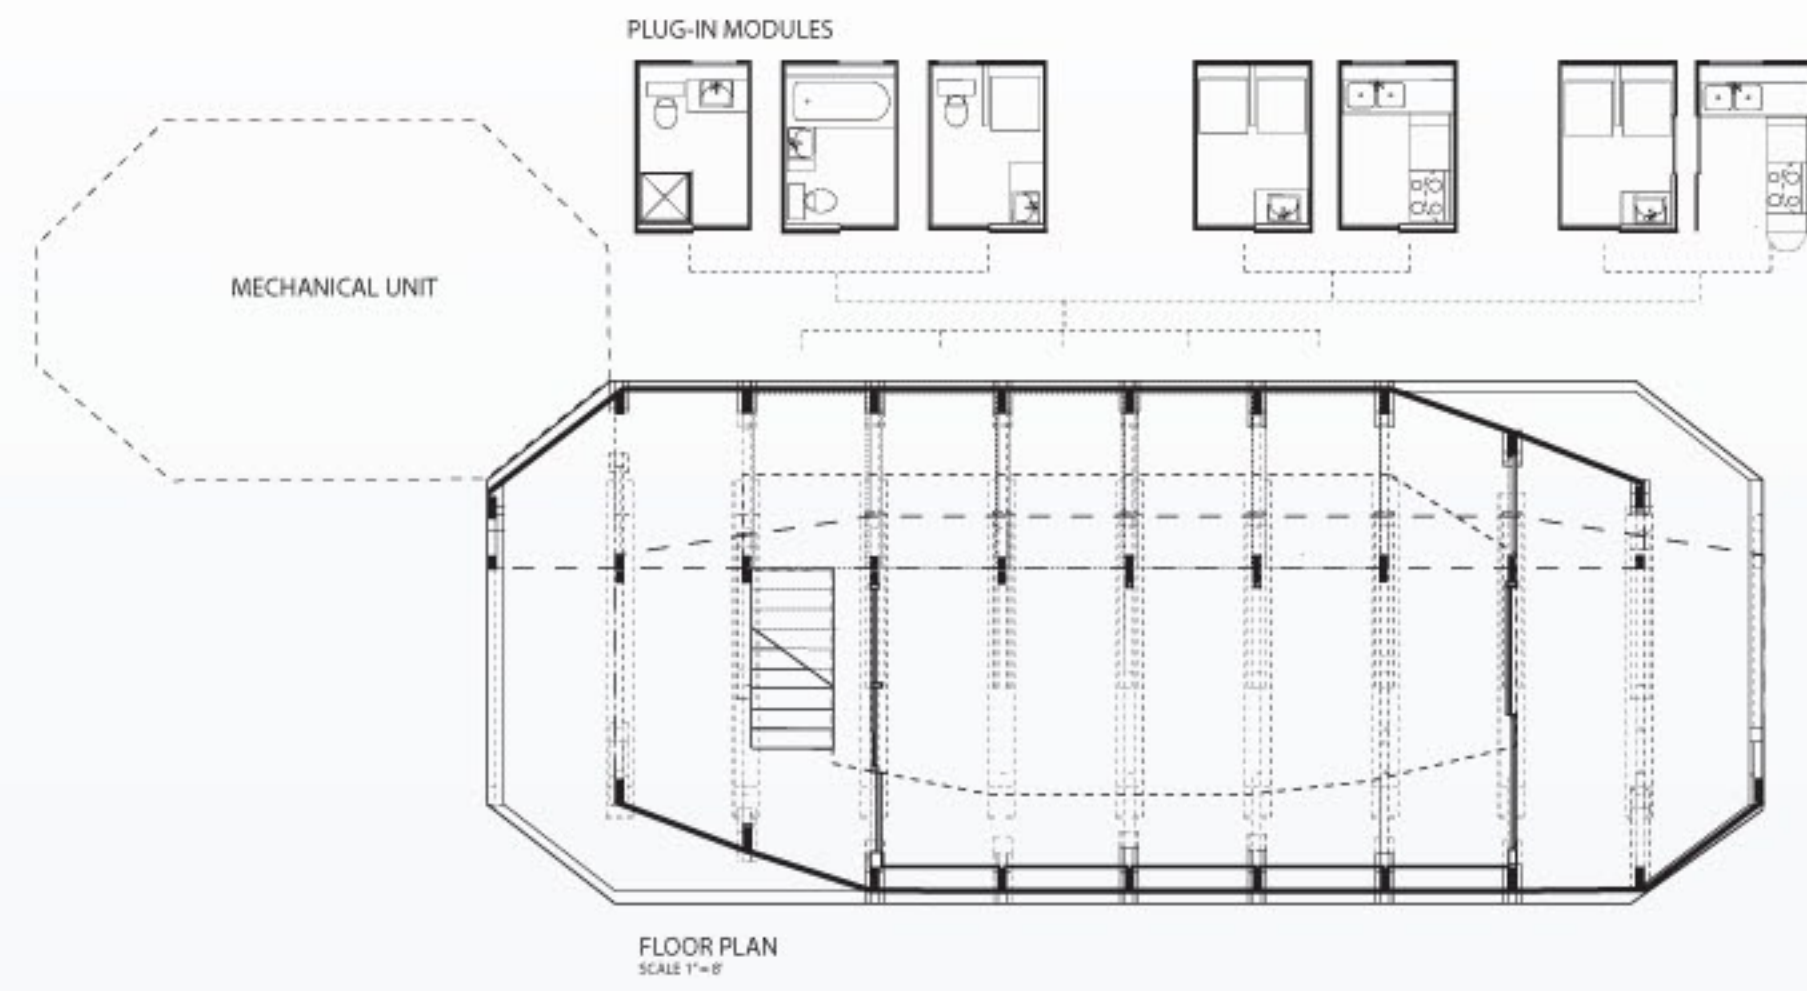 PLUG-IN MODULES
MECHANICAL UNIT
FLOOR PLAN
SCALE 1"= 8'